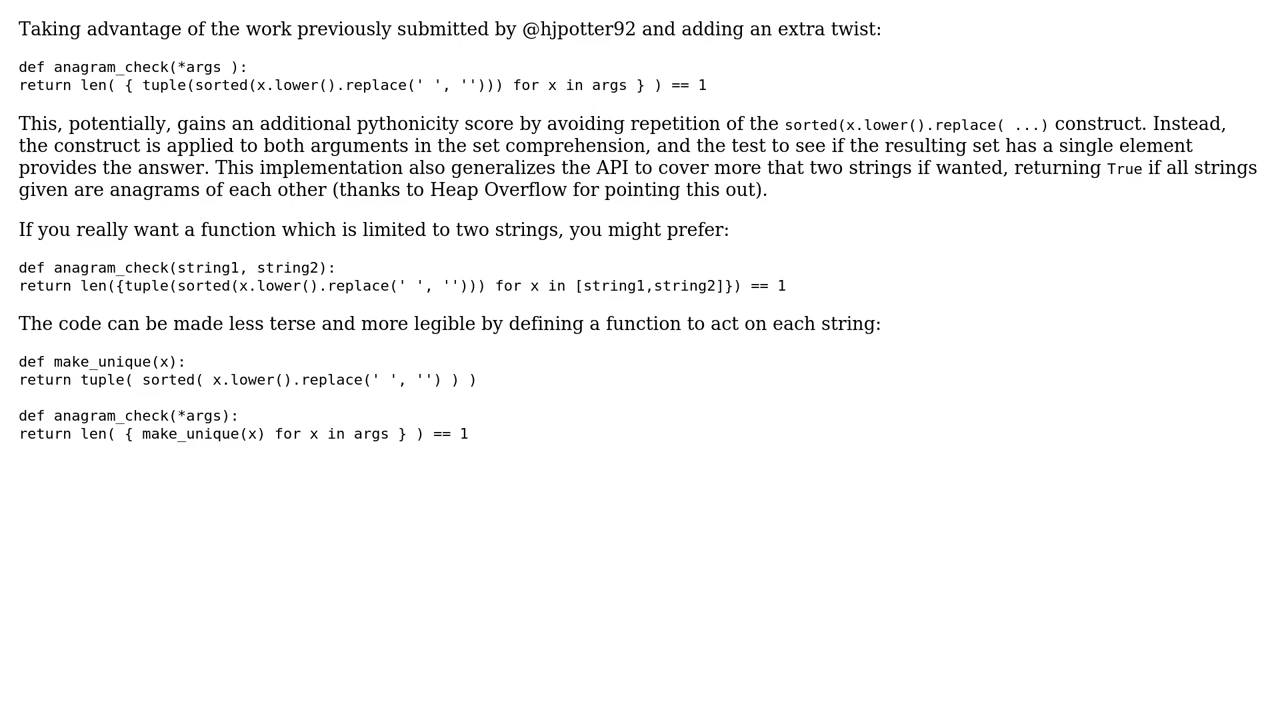 Taking advantage of the work previously submitted by @hjpotter92 and adding an extra twist:
def anagram_check(*args ):
return len( { tuple(sorted(x.lower().replace(' ', ''))) for x in args } ) == 1
This, potentially, gains an additional pythonicity score by avoiding repetition of the sorted(x.lower().replace( ...) construct. Instead,
the construct is applied to both arguments in the set comprehension, and the test to see if the resulting set has a single element
provides the answer. This implementation also generalizes the API to cover more that two strings if wanted, returning True if all strings
given are anagrams of each other (thanks to Heap Overflow for pointing this out).
If you really want a function which is limited to two strings, you might prefer:
def anagram_check(string1, string2):
return len({tuple(sorted(x.lower().replace(' ', ''))) for x in [string1,string2]}) == 1
The code can be made less terse and more legible by defining a function to act on each string:
def make_unique(x):
return tuple( sorted( x.lower().replace(' ', '') ) )
def anagram_check(*args):
return len( { make_unique(x) for x in args } ) == 1